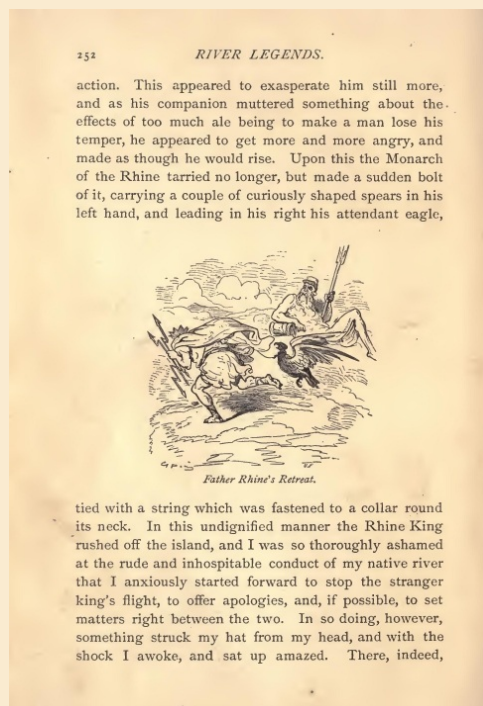 252 RIVER LEGENDS.
action. This appeared to exasperate him still more,
and as his companion muttered something about the
effects of too much ale being to make a man lose his
temper, he appeared to get more and more angry, and
made as though he would rise. Upon this the Monarch
of the Rhine tarried no longer, but made a sudden bolt
of it, carrying a couple of curiously shaped spears in his
left hand, and leading in his right his attendant eagle,
Father Rhine's Retreat.
tied with a string which was fastened to a collar round
its neck. In this undignified manner the Rhine King
rushed off the island, and I was so thoroughly ashamed
at the rude and inhospitable conduct of my native river
that I anxiously started forward to stop the stranger
king's flight, to offer apologies, and, if possible, to set
matters right between the two. In so doing, however,
something struck my hat from my head, and with the
shock I awoke, and sat up amazed. There, indeed,